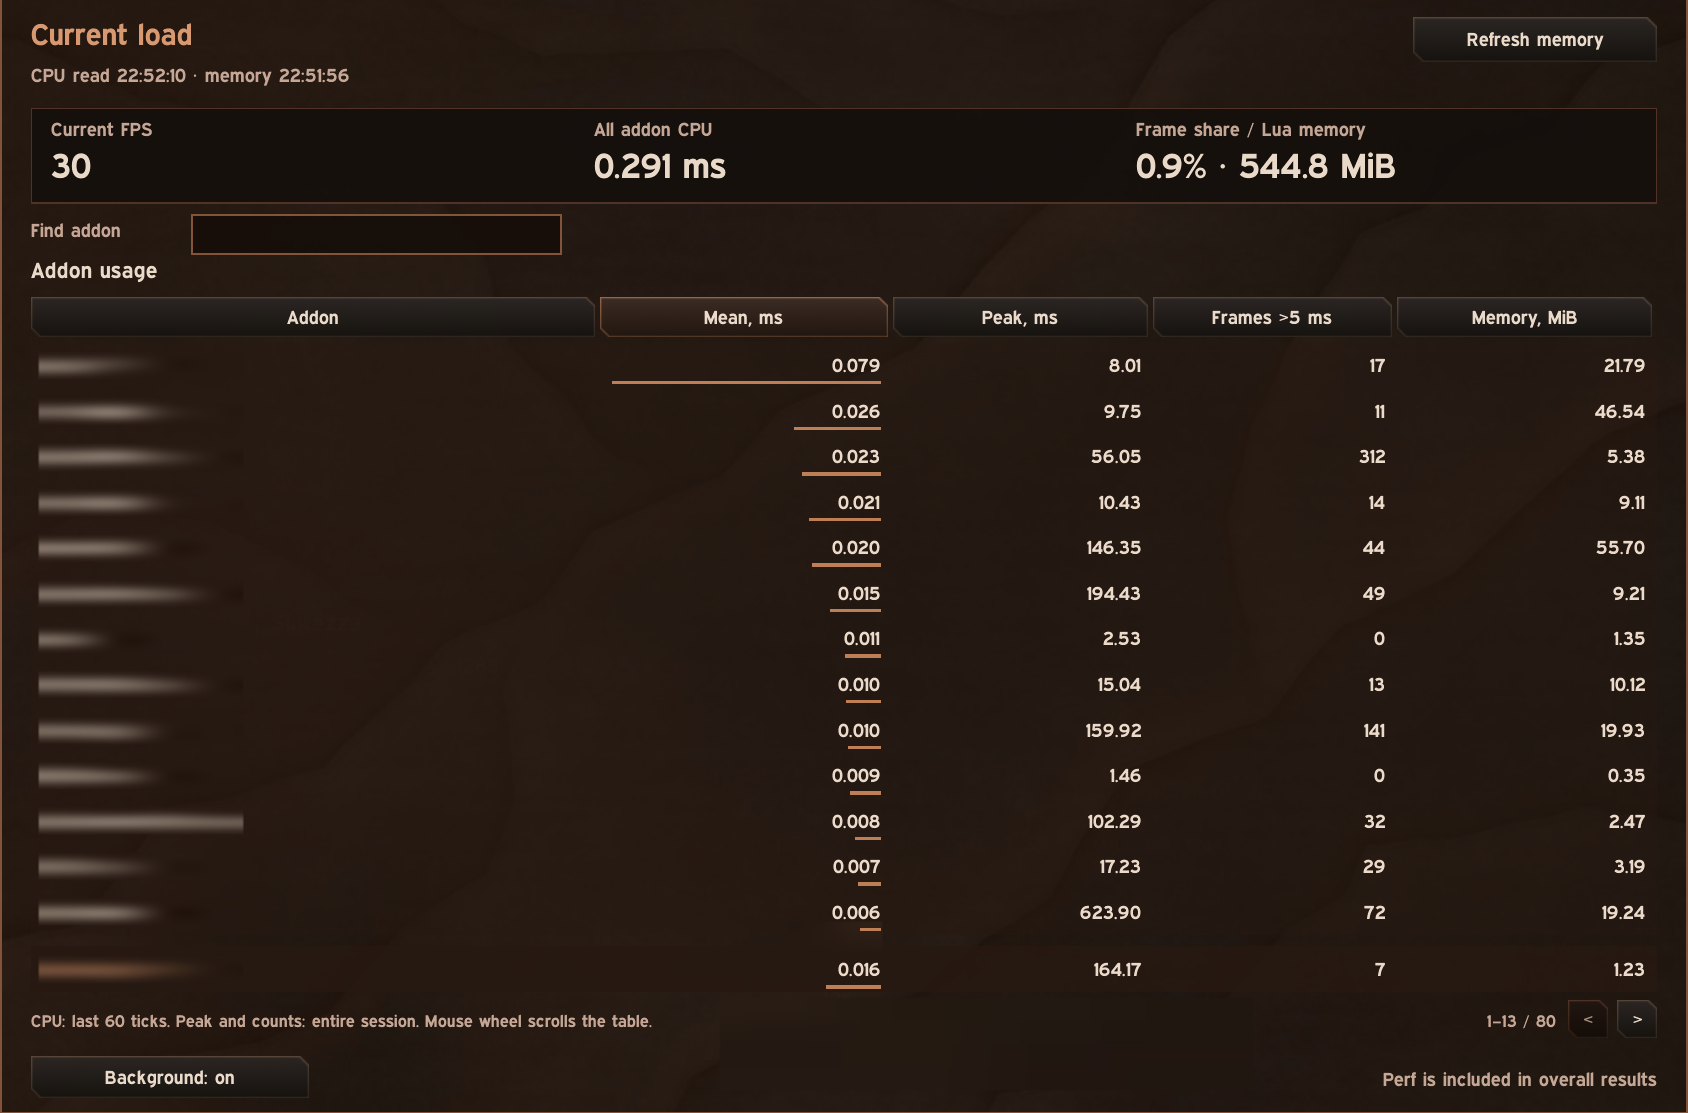 Current load
Refresh memory
CPU read 22:52:10 · memory 22:51:56
Current FPS All addon CPU Frame share / Lua memory
30 0.291 ms 0.9% · 544.8 MiB
Find addon
Addon usage
Addon Mean, ms Peak, ms Frames >5 ms Memory, MiB
0.079 8.01 17 21.79
0.026 9.75 11 46.54
0.023 56.05 312 5.38
0.021 10.43 14 9.11
0.020 146.35 44 55.70
0.015 194.43 49 9.21
0.011 2.53 0 1.35
0.010 15.04 13 10.12
0.010 159.92 141 19.93
0.009 1.46 0 0.35
0.008 102.29 32 2.47
0.007 17.23 29 3.19
0.006 623.90 72 19.24
0.016 164.17 7 1.23
CPU: last 60 ticks. Peak and counts: entire session. Mouse wheel scrolls the table. 1–13 / 80 < >
Background: on Perf is included in overall results